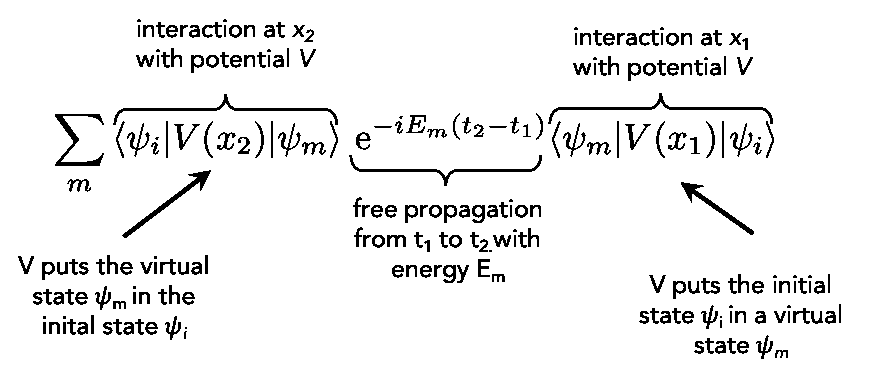 interaction at x₂
with potential V
interaction at x₁
with potential V
∑ₘ ⟨ψᵢ|V(x₂)|ψₘ⟩ e^{−iEₘ(t₂−t₁)} ⟨ψₘ|V(x₁)|ψᵢ⟩
free propagation
from t₁ to t₂ with
energy Eₘ
V puts the virtual
state ψₘ in the
inital state ψᵢ
V puts the initial
state ψᵢ in a virtual
state ψₘ